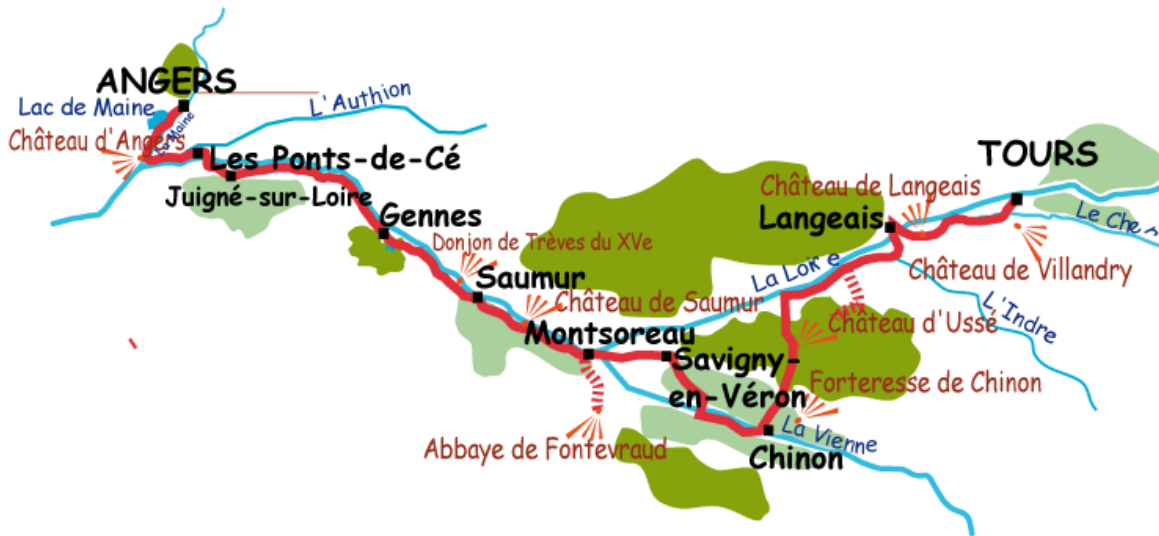 ANGERS
Lac de Maine
La Maine
L'Authion
Château d'Angers
Les Ponts-de-Cé
Juigné-sur-Loire
TOURS
Château de Langeais
Langeais
Le Cher
Gennes
Donjon de Trèves du XVe
Saumur
La Loire
Château de Villandry
Château de Saumur
L'Indre
Montsoreau
Château d'Ussé
Savigny-
en-Véron
Forteresse de Chinon
La Vienne
Abbaye de Fontevraud
Chinon